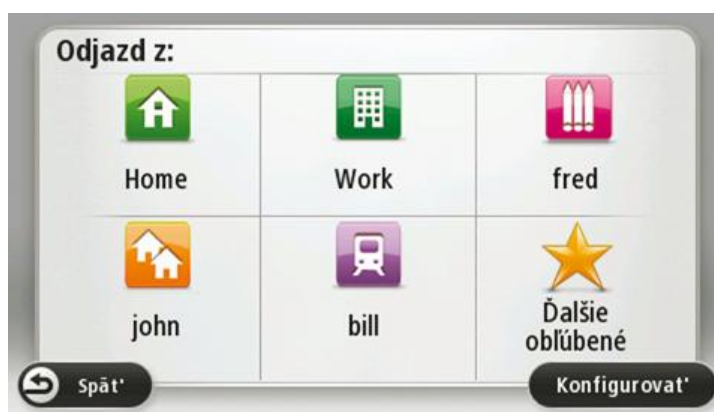 Odjazd z:
Home
Work
fred
john
bill
Ďalšie
obľúbené
Späť
Konfigurovať